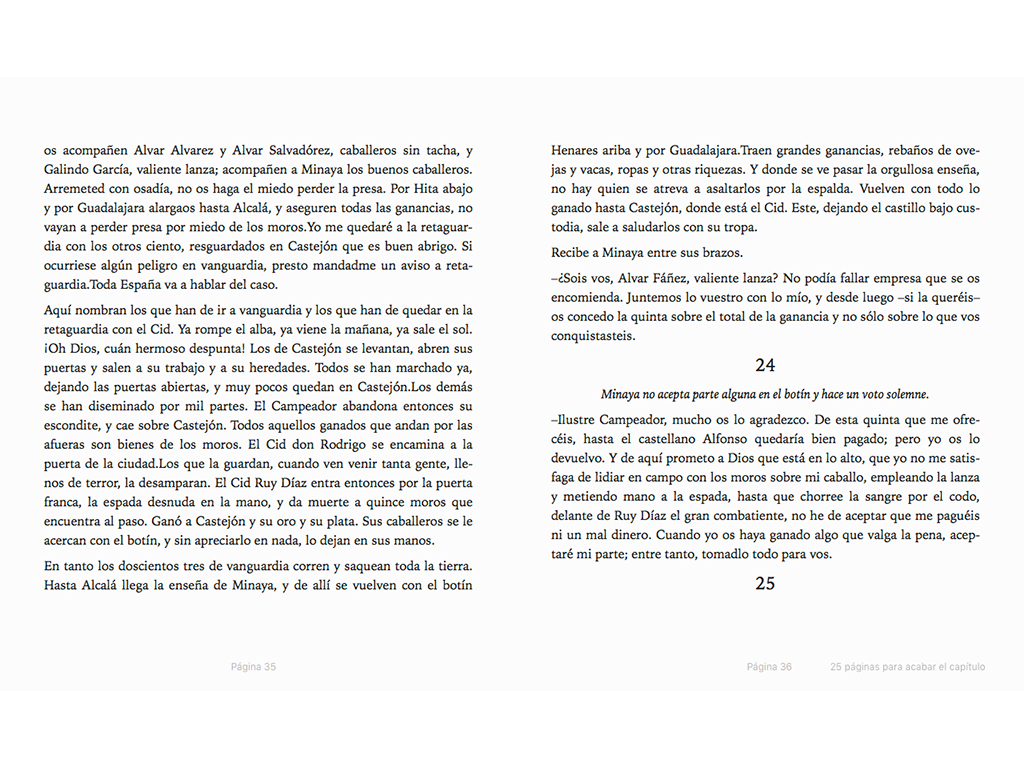 os acompañen Alvar Alvarez y Alvar Salvadórez, caballeros sin tacha, y
Galindo García, valiente lanza; acompañen a Minaya los buenos caballeros.
Arremeted con osadía, no os haga el miedo perder la presa. Por Hita abajo
y por Guadalajara alargaos hasta Alcalá, y aseguren todas las ganancias, no
vayan a perder presa por miedo de los moros.Yo me quedaré a la retaguar-
dia con los otros ciento, resguardados en Castejón que es buen abrigo. Si
ocurriese algún peligro en vanguardia, presto mandadme un aviso a reta-
guardia.Toda España va a hablar del caso.
Aquí nombran los que han de ir a vanguardia y los que han de quedar en la
retaguardia con el Cid. Ya rompe el alba, ya viene la mañana, ya sale el sol.
¡Oh Dios, cuán hermoso despunta! Los de Castejón se levantan, abren sus
puertas y salen a su trabajo y a su heredades. Todos se han marchado ya,
dejando las puertas abiertas, y muy pocos quedan en Castejón.Los demás
se han diseminado por mil partes. El Campeador abandona entonces su
escondite, y cae sobre Castejón. Todos aquellos ganados que andan por las
afueras son bienes de los moros. El Cid don Rodrigo se encamina a la
puerta de la ciudad.Los que la guardan, cuando ven venir tanta gente, lle-
nos de terror, la desamparan. El Cid Ruy Díaz entra entonces por la puerta
franca, la espada desnuda en la mano, y da muerte a quince moros que
encuentra al paso. Ganó a Castejón y su oro y su plata. Sus caballeros se le
acercan con el botín, y sin apreciarlo en nada, lo dejan en sus manos.
En tanto los doscientos tres de vanguardia corren y saquean toda la tierra.
Hasta Alcalá llega la enseña de Minaya, y de allí se vuelven con el botín
Página 35
Henares ariba y por Guadalajara.Traen grandes ganancias, rebaños de ove-
jas y vacas, ropas y otras riquezas. Y donde se ve pasar la orgullosa enseña,
no hay quien se atreva a asaltarlos por la espalda. Vuelven con todo lo
ganado hasta Castejón, donde está el Cid. Este, dejando el castillo bajo cus-
todia, sale a saludarlos con su tropa.
Recibe a Minaya entre sus brazos.
–¿Sois vos, Alvar Fáñez, valiente lanza? No podía fallar empresa que se os
encomienda. Juntemos lo vuestro con lo mío, y desde luego –si la queréis–
os concedo la quinta sobre el total de la ganancia y no sólo sobre lo que vos
conquistasteis.
24
Minaya no acepta parte alguna en el botín y hace un voto solemne.
–Ilustre Campeador, mucho os lo agradezco. De esta quinta que me ofre-
céis, hasta el castellano Alfonso quedaría bien pagado; pero yo os lo
devuelvo. Y de aquí prometo a Dios que está en lo alto, que yo no me satis-
faga de lidiar en campo con los moros sobre mi caballo, empleando la lanza
y metiendo mano a la espada, hasta que chorree la sangre por el codo,
delante de Ruy Díaz el gran combatiente, no he de aceptar que me paguéis
ni un mal dinero. Cuando yo os haya ganado algo que valga la pena, acep-
taré mi parte; entre tanto, tomadlo todo para vos.
25
Página 36
25 páginas para acabar el capítulo